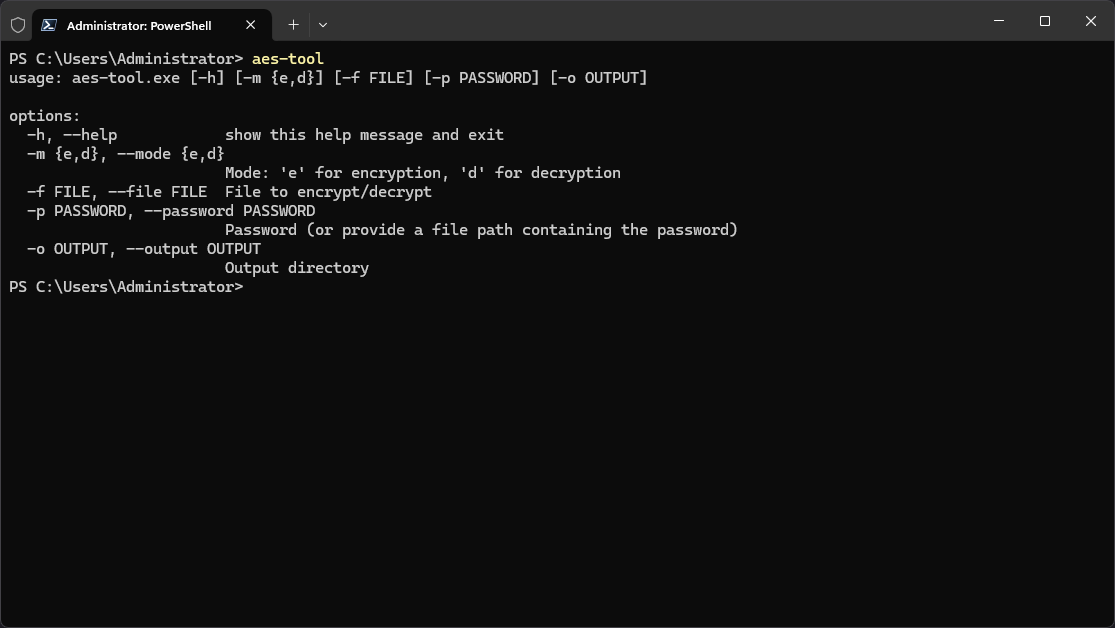 Administrator: PowerShell
PS C:\Users\Administrator> aes-tool
usage: aes-tool.exe [-h] [-m {e,d}] [-f FILE] [-p PASSWORD] [-o OUTPUT]
options:
-h, --help show this help message and exit
-m {e,d}, --mode {e,d}
Mode: 'e' for encryption, 'd' for decryption
-f FILE, --file FILE File to encrypt/decrypt
-p PASSWORD, --password PASSWORD
Password (or provide a file path containing the password)
-o OUTPUT, --output OUTPUT
Output directory
PS C:\Users\Administrator>